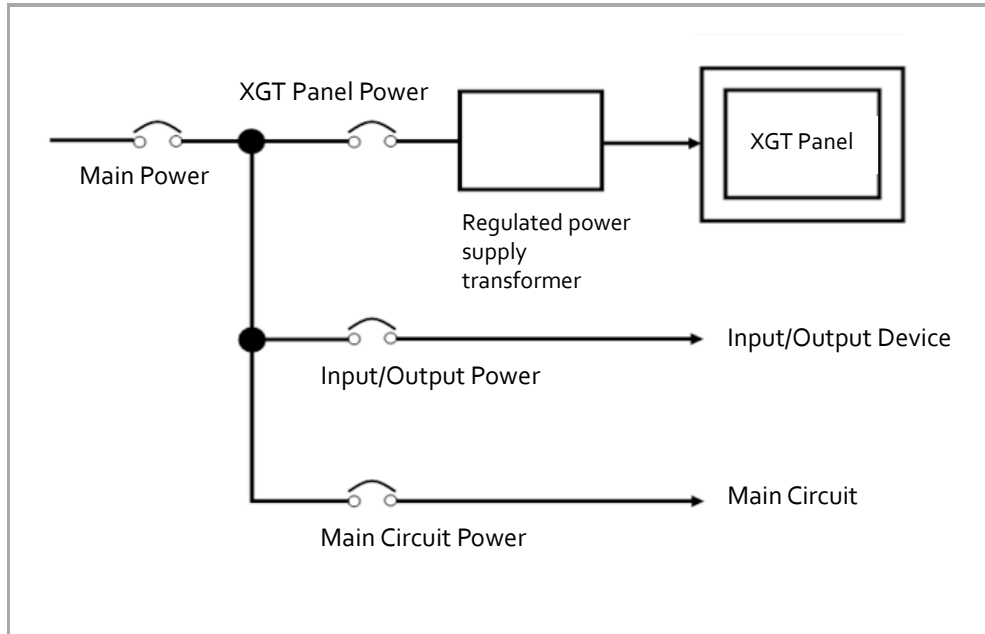 XGT Panel Power
XGT Panel
Main Power
Regulated power
supply
transformer
Input/Output Device
Input/Output Power
Main Circuit
Main Circuit Power